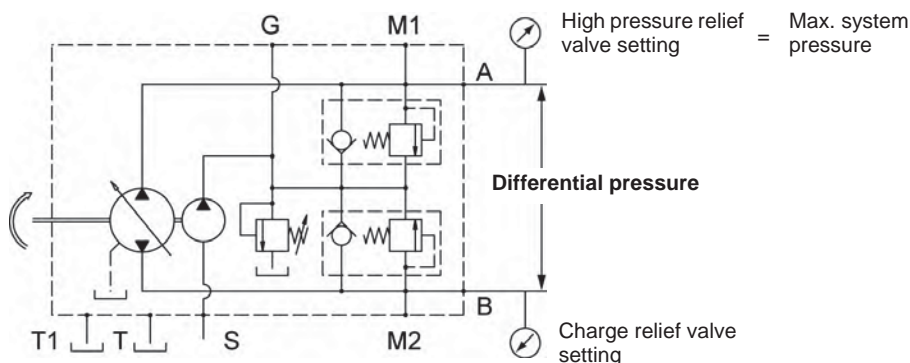 G
M1
High pressure relief
valve setting
=
Max. system
pressure
A
Differential pressure
B
T1
T
S
M2
Charge relief valve
setting